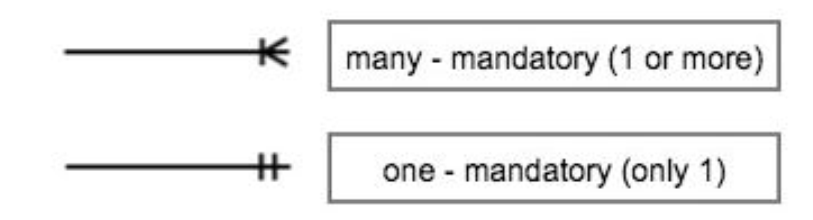 many - mandatory (1 or more)
one - mandatory (only 1)